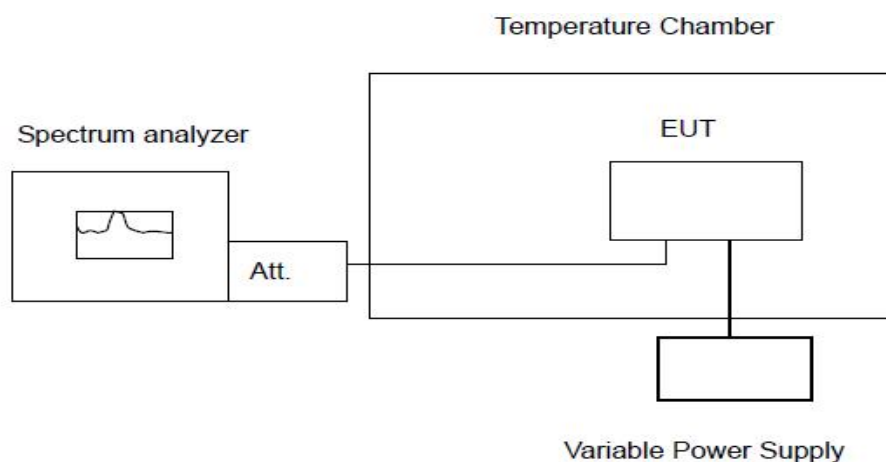 Temperature Chamber
Spectrum analyzer
EUT
Att.
Variable Power Supply